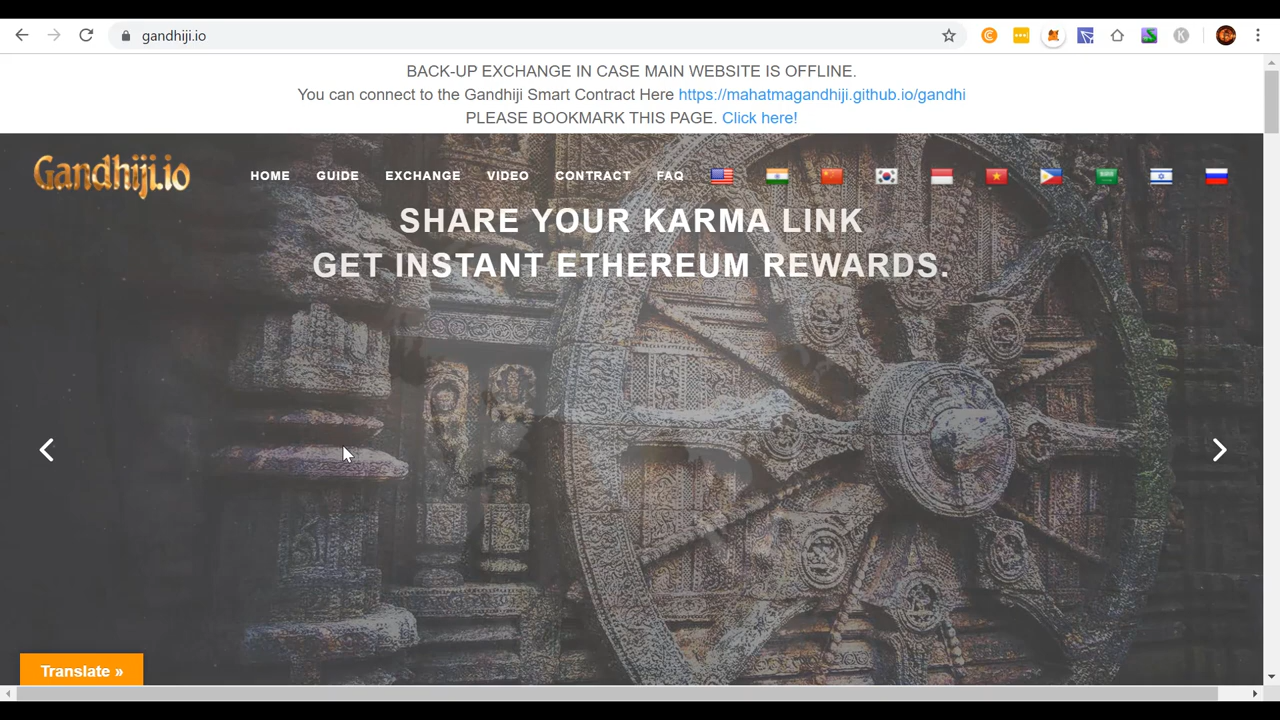 gandhiji.io
BACK-UP EXCHANGE IN CASE MAIN WEBSITE IS OFFLINE.
You can connect to the Gandhiji Smart Contract Here https://mahatmagandhiji.github.io/gandhi
PLEASE BOOKMARK THIS PAGE. Click here!
Gandhiji.io
HOME GUIDE EXCHANGE VIDEO CONTRACT FAQ
SHARE YOUR KARMA LINK
GET INSTANT ETHEREUM REWARDS.
Translate »